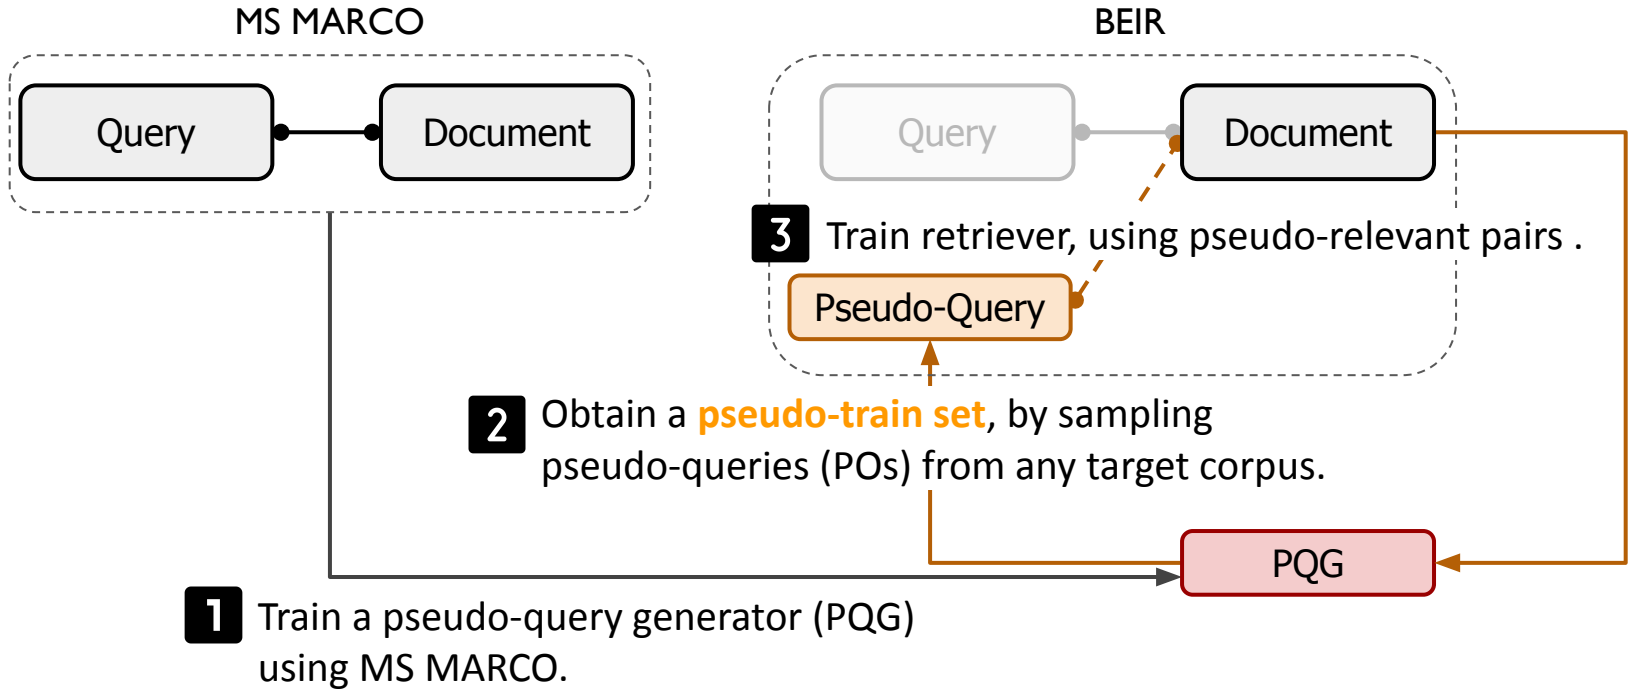 MS MARCO
BEIR
Query
Document
Query
Document
3 Train retriever, using pseudo-relevant pairs .
Pseudo-Query
2 Obtain a pseudo-train set, by sampling
pseudo-queries (POs) from any target corpus.
PQG
1 Train a pseudo-query generator (PQG)
using MS MARCO.